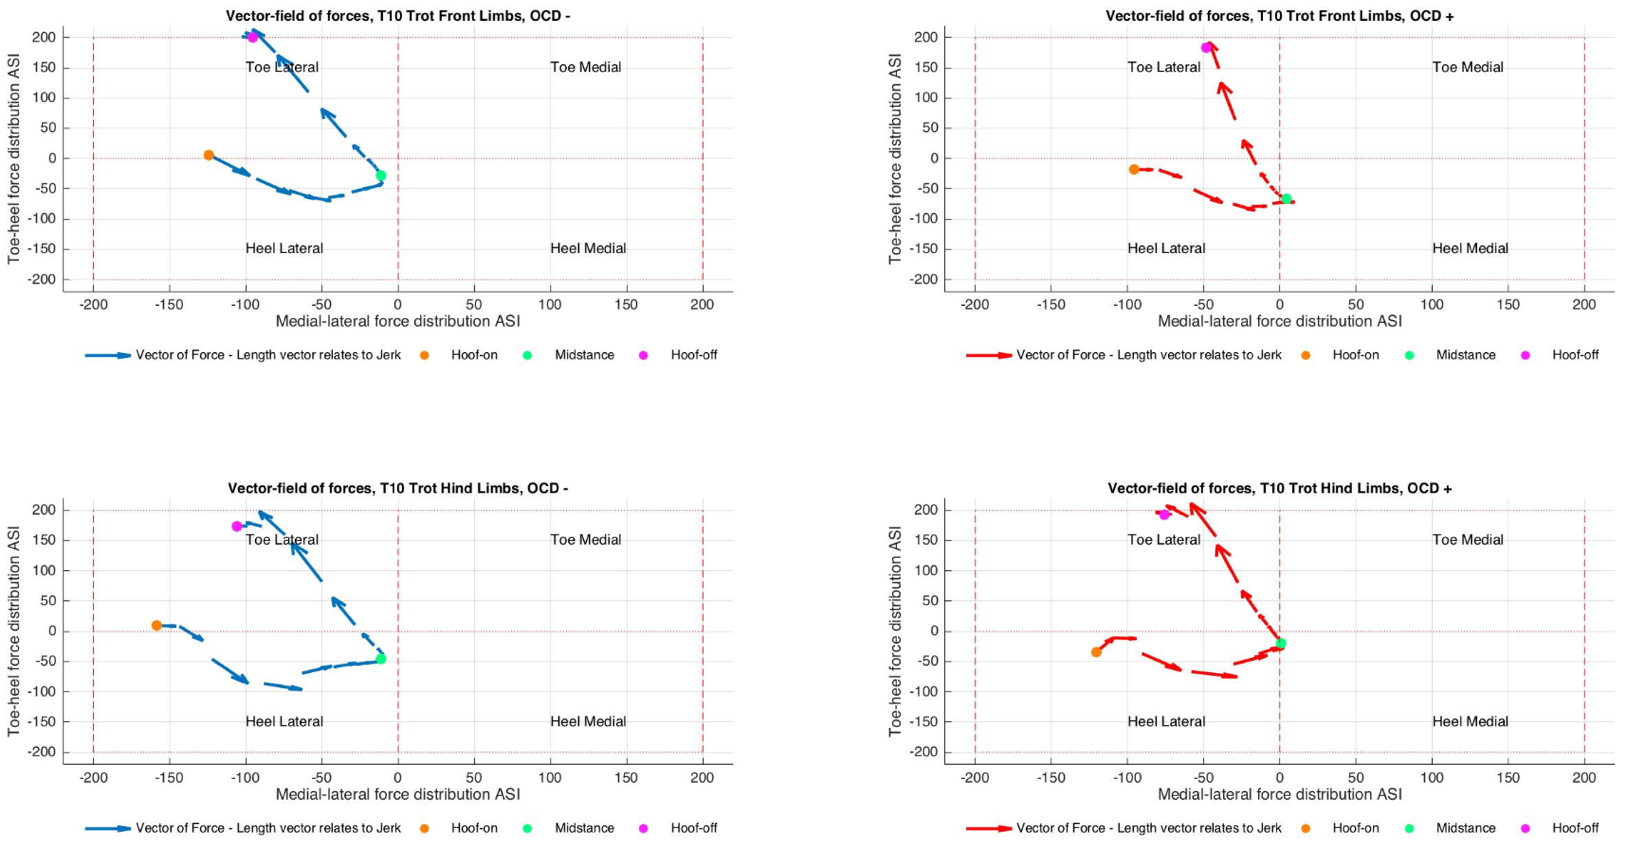 Vector-field of forces, T10 Trot Front Limbs, OCD -
Toe-heel force distribution ASI
200
150
100
50
0
-50
-100
-150
-200
Toe Lateral
Toe Medial
Heel Lateral
Heel Medial
-200 -150 -100 -50 0 50 100 150 200
Medial-lateral force distribution ASI
Vector of Force - Length vector relates to Jerk Hoof-on Midstance Hoof-off
Vector-field of forces, T10 Trot Front Limbs, OCD +
Toe-heel force distribution ASI
200
150
100
50
0
-50
-100
-150
-200
Toe Lateral
Toe Medial
Heel Lateral
Heel Medial
-200 -150 -100 -50 0 50 100 150 200
Medial-lateral force distribution ASI
Vector of Force - Length vector relates to Jerk Hoof-on Midstance Hoof-off
Vector-field of forces, T10 Trot Hind Limbs, OCD -
Toe-heel force distribution ASI
200
150
100
50
0
-50
-100
-150
-200
Toe Lateral
Toe Medial
Heel Lateral
Heel Medial
-200 -150 -100 -50 0 50 100 150 200
Medial-lateral force distribution ASI
Vector of Force - Length vector relates to Jerk Hoof-on Midstance Hoof-off
Vector-field of forces, T10 Trot Hind Limbs, OCD +
Toe-heel force distribution ASI
200
150
100
50
0
-50
-100
-150
-200
Toe Lateral
Toe Medial
Heel Lateral
Heel Medial
-200 -150 -100 -50 0 50 100 150 200
Medial-lateral force distribution ASI
Vector of Force - Length vector relates to Jerk Hoof-on Midstance Hoof-off